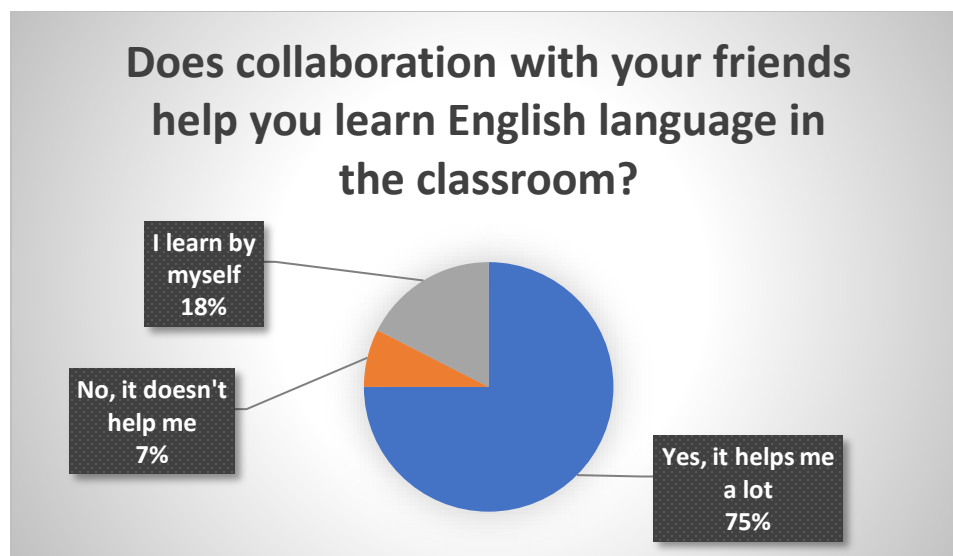 Does collaboration with your friends
help you learn English language in
the classroom?
I learn by
myself
18%
No, it doesn't
help me
7%
Yes, it helps me
a lot
75%